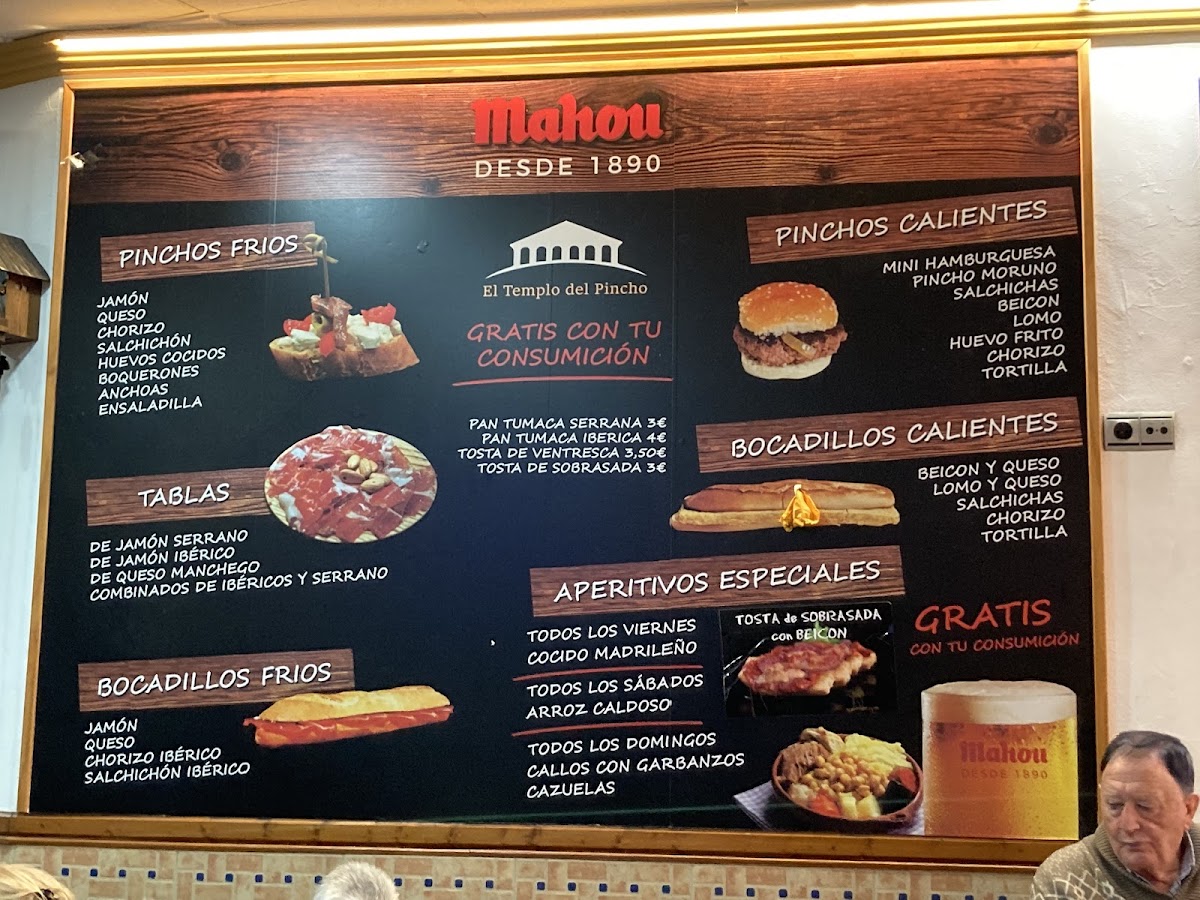 Mahou
DESDE 1890
PINCHOS FRIOS
JAMÓN
QUESO
CHORIZO
SALCHICHÓN
HUEVOS COCIDOS
BOQUERONES
ANCHOAS
ENSALADILLA
TABLAS
DE JAMÓN SERRANO
DE JAMÓN IBÉRICO
DE QUESO MANCHEGO
COMBINADOS DE IBÉRICOS Y SERRANO
BOCADILLOS FRIOS
JAMÓN
QUESO
CHORIZO IBÉRICO
SALCHICHÓN IBÉRICO
El Templo del Pincho
GRATIS CON TU
CONSUMICIÓN
PAN TUMACA SERRANA 3€
PAN TUMACA IBERICA 4€
TOSTA DE VENTRESCA 3,50€
TOSTA DE SOBRASADA 3€
PINCHOS CALIENTES
MINI HAMBURGUESA
PINCHO MORUNO
SALCHICHAS
BEICON
LOMO
HUEVO FRITO
CHORIZO
TORTILLA
BOCADILLOS CALIENTES
BEICON Y QUESO
LOMO Y QUESO
SALCHICHAS
CHORIZO
TORTILLA
APERITIVOS ESPECIALES
TODOS LOS VIERNES
COCIDO MADRILEÑO
TODOS LOS SÁBADOS
ARROZ CALDOSO
TODOS LOS DOMINGOS
CALLOS CON GARBANZOS
CAZUELAS
TOSTA de SOBRASADA
con BEICON
GRATIS
CON TU CONSUMICIÓN
Mahou
DESDE 1890